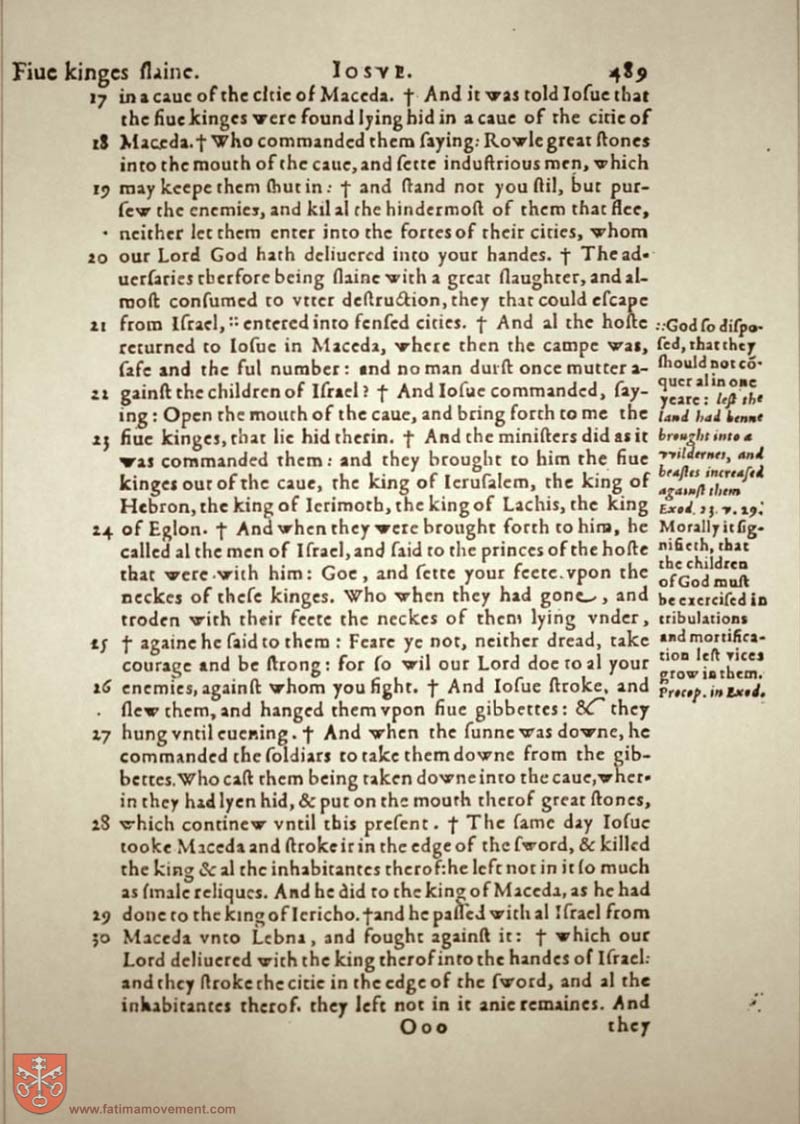 Fiue kinges ſlaine. IOSVE. 489
17 in a caue of the citie of Maceda. † And it was told Ioſue that
the fiue kinges were found lying hid in a caue of the citie of
18 Maceda. † Who commanded them ſaying: Rowle great ſtones
into the mouth of the caue, and ſette induſtrious men, which
19 may keepe them ſhut in: † and ſtand not you ſtil, but pur-
ſew the enemies, and kil al the hindermoſt of them that flee,
neither let them enter into the fortes of their cities, whom
20 our Lord God hath deliuered into your handes. † The ad-
uerſaries therfore being ſlaine with a great ſlaughter, and al-
moſt conſumed to vtter deſtruction, they that could eſcape
21 from Iſrael, :: entered into fenſed cities. † And al the hoſte
returned to Ioſue in Maceda, where then the campe was,
ſafe and the ful number: and no man durſt once mutter a-
22 gainſt the children of Iſrael? † And Ioſue commanded, ſay-
ing: Open the mouth of the caue, and bring forth to me the
23 fiue kinges, that lie hid therin. † And the miniſters did as it
was commanded them: and they brought to him the fiue
kinges out of the caue, the king of Ieruſalem, the king of
Hebron, the king of Ierimoth, the king of Lachis, the king
24 of Eglon. † And when they were brought forth to him, he
called al the men of Iſrael, and ſaid to the princes of the hoſte
that were with him: Goe, and ſette your feete vpon the
neckes of theſe kinges. Who when they had gone, and
troden with their feete the neckes of them lying vnder,
25 † againe he ſaid to them: Feare ye not, neither dread, take
courage and be ſtrong: for ſo wil our Lord doe to al your
26 enemies, againſt whom you fight. † And Ioſue ſtroke, and
ſlew them, and hanged them vpon fiue gibbettes: & they
27 hung vntil euening. † And when the ſunne was downe, he
commanded the ſoldiars to take them downe from the gib-
bettes. Who caſt them being taken downe into the caue, wher-
in they had lyen hid, & put on the mouth therof great ſtones,
28 which continew vntil this preſent. † The ſame day Ioſue
tooke Maceda and ſtroke it in the edge of the ſword, & killed
the king & al the inhabitantes therof: he left not in it ſo much
as ſmale reliques. And he did to the king of Maceda, as he had
29 done to the king of Iericho. † and he paſſed with al Iſrael from
30 Maceda vnto Lebna, and fought againſt it: † which our
Lord deliuered with the king therof into the handes of Iſrael:
and they ſtroke the citie in the edge of the ſword, and al the
inhabitantes therof. they left not in it anie remaines. And
Ooo they
:: God ſo diſpo-
ſed, that they
ſhould not cō-
quer al in one
yeare: leſt the
land had benne
brought into a
vvildernes, and
beaſtes increaſed
againſt them
Exod. 23. v. 29.
Morally it ſig-
nifieth, that
the children
of God muſt
be exerciſed in
tribulations
and mortifica-
tion leſt vices
grow in them.
Procop. in Exod.
www.fatimamovement.com